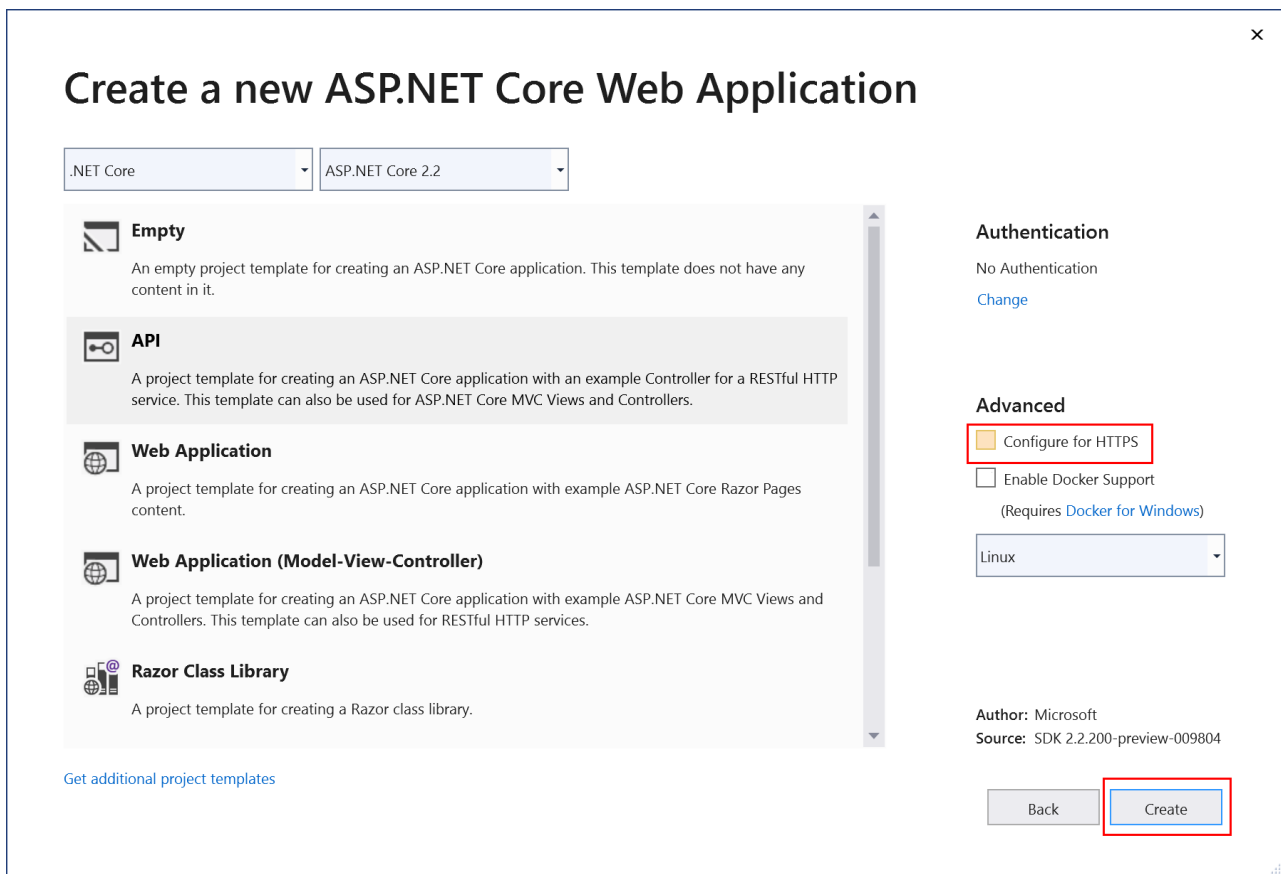 Create a new ASP.NET Core Web Application
.NET Core
ASP.NET Core 2.2
Empty
An empty project template for creating an ASP.NET Core application. This template does not have any
content in it.
API
A project template for creating an ASP.NET Core application with an example Controller for a RESTful HTTP
service. This template can also be used for ASP.NET Core MVC Views and Controllers.
Web Application
A project template for creating an ASP.NET Core application with example ASP.NET Core Razor Pages
content.
Web Application (Model-View-Controller)
A project template for creating an ASP.NET Core application with example ASP.NET Core MVC Views and
Controllers. This template can also be used for RESTful HTTP services.
Razor Class Library
A project template for creating a Razor class library.
Get additional project templates
Authentication
No Authentication
Change
Advanced
Configure for HTTPS
Enable Docker Support
(Requires Docker for Windows)
Linux
Author: Microsoft
Source: SDK 2.2.200-preview-009804
Back
Create